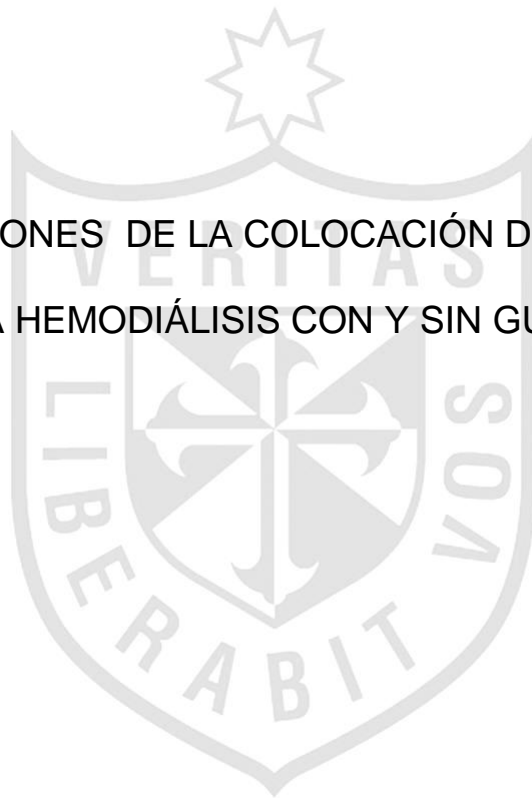 ONES DE LA COLOCACIÓN D
A HEMODIÁLISIS CON Y SIN GU
VERITAS
LIBERABIT
VOS